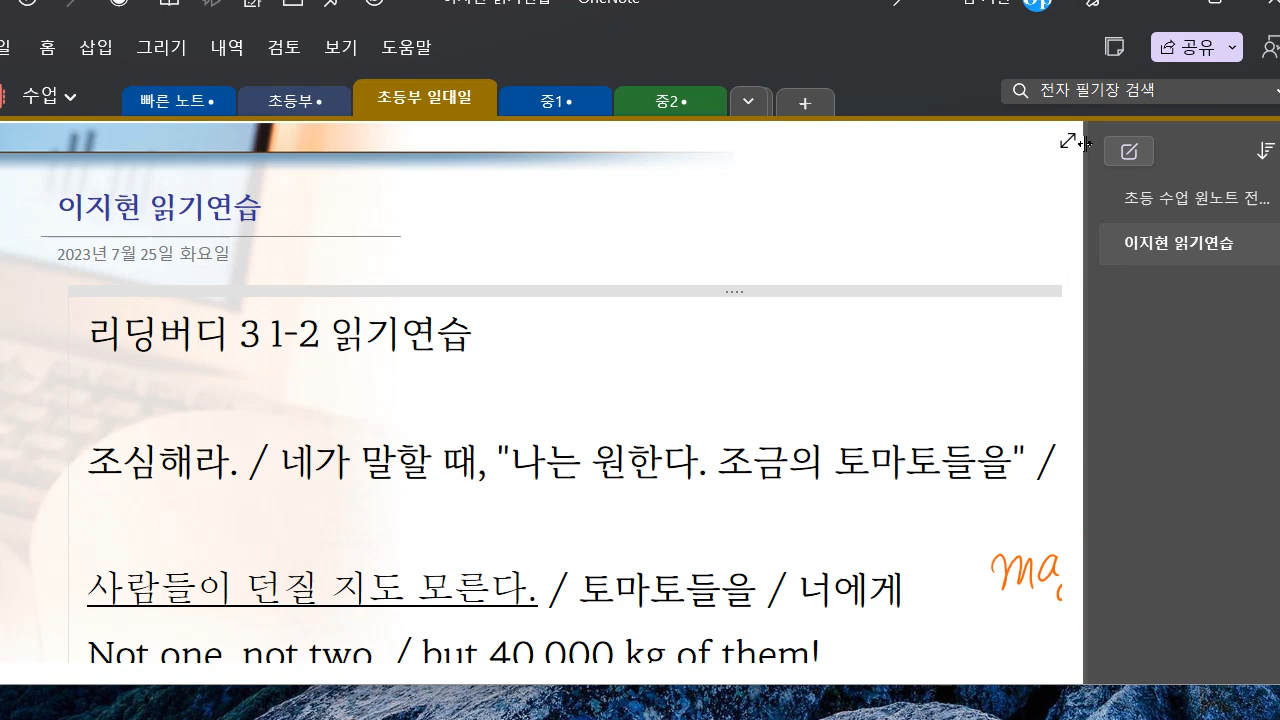 홈 삽입 그리기 내역 검토 보기 도움말 공유
수업 빠른 노트 초등부 초등부 일대일 중1 중2 전자 필기장 검색
초등 수업 원노트 전...
이지현 읽기연습
이지현 읽기연습
2023년 7월 25일 화요일
리딩버디 3 1-2 읽기연습
조심해라. / 네가 말할 때, "나는 원한다. 조금의 토마토들을" /
ma
사람들이 던질 지도 모른다. / 토마토들을 / 너에게
Not one, not two, / but 40,000 kg of them!